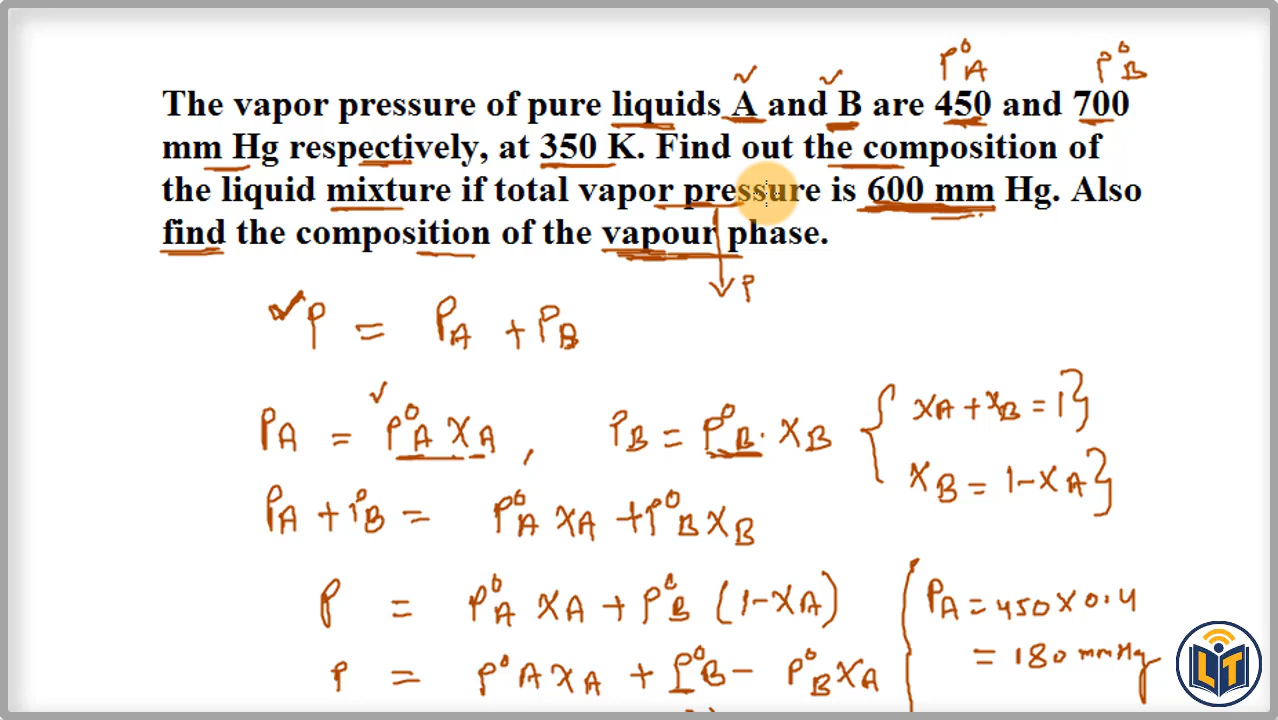 P°A P°B
The vapor pressure of pure liquids A and B are 450 and 700
mm Hg respectively, at 350 K. Find out the composition of
the liquid mixture if total vapor pressure is 600 mm Hg. Also
find the composition of the vapour phase.
P
P = PA + PB
PA = P°A XA , PB = P°B . XB { XA + XB = 1 }
XB = 1 - XA }
PA + PB = P°A XA + P°B XB
P = P°A XA + P°B (1 - XA)
PA = 450 X 0.4
P = P°A XA + P°B - P°B XA
= 180 mm Hg
LT